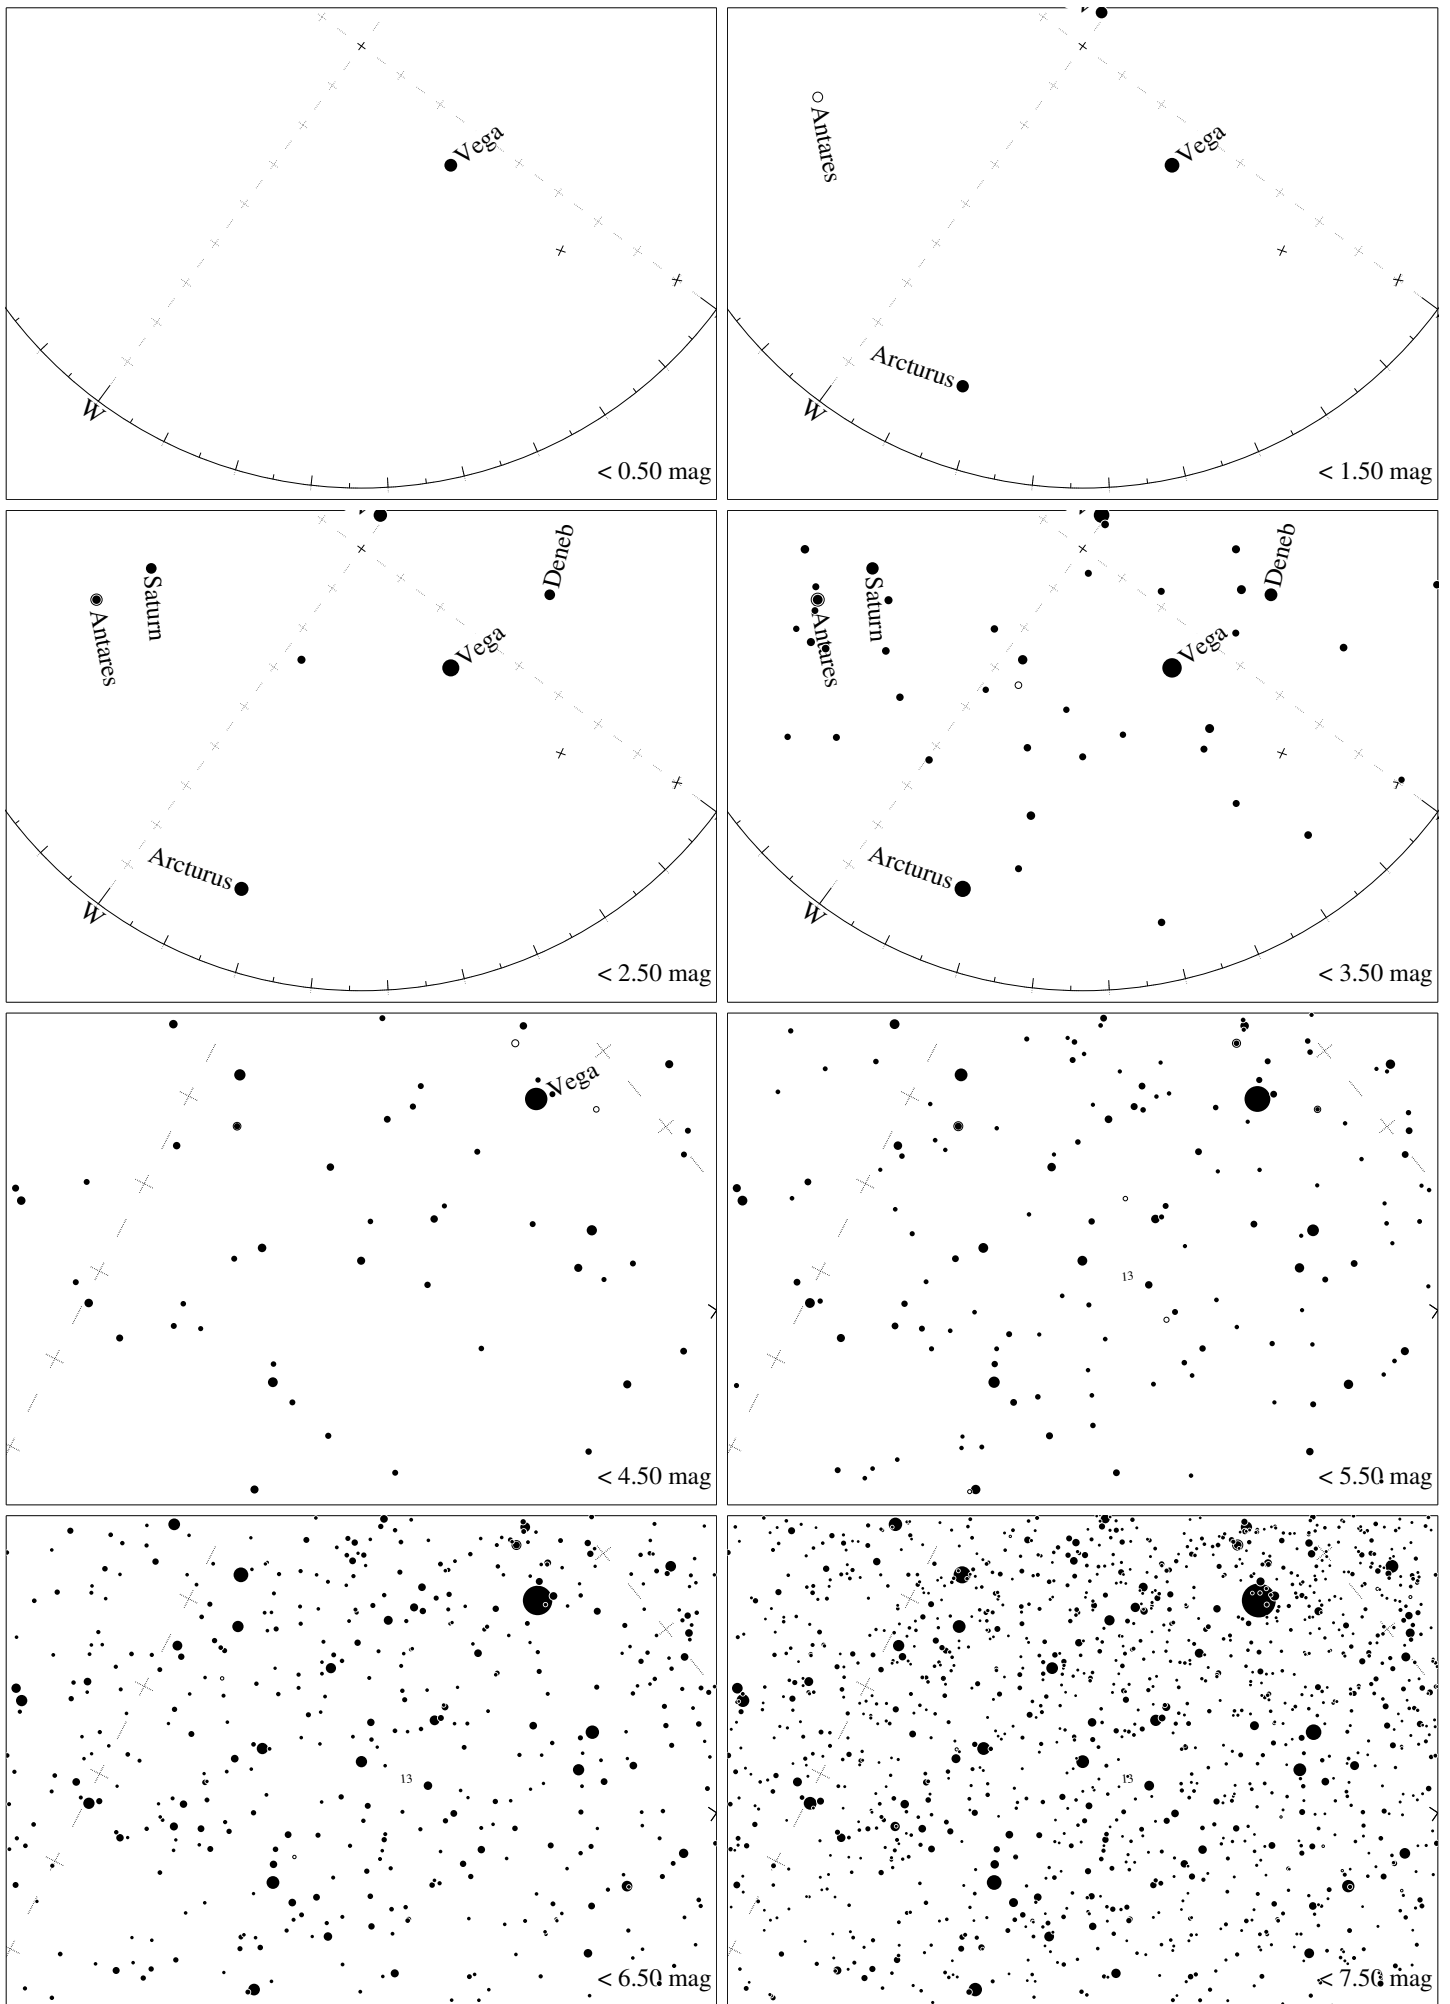 Vega
W
< 0.50 mag
Antares
Vega
Arcturus
W
< 1.50 mag
Deneb
Saturn
Antares
Vega
Arcturus
W
< 2.50 mag
Deneb
Saturn
Antares
Vega
Arcturus
W
< 3.50 mag
Vega
< 4.50 mag
13
< 5.50 mag
13
< 6.50 mag
13
< 7.50 mag